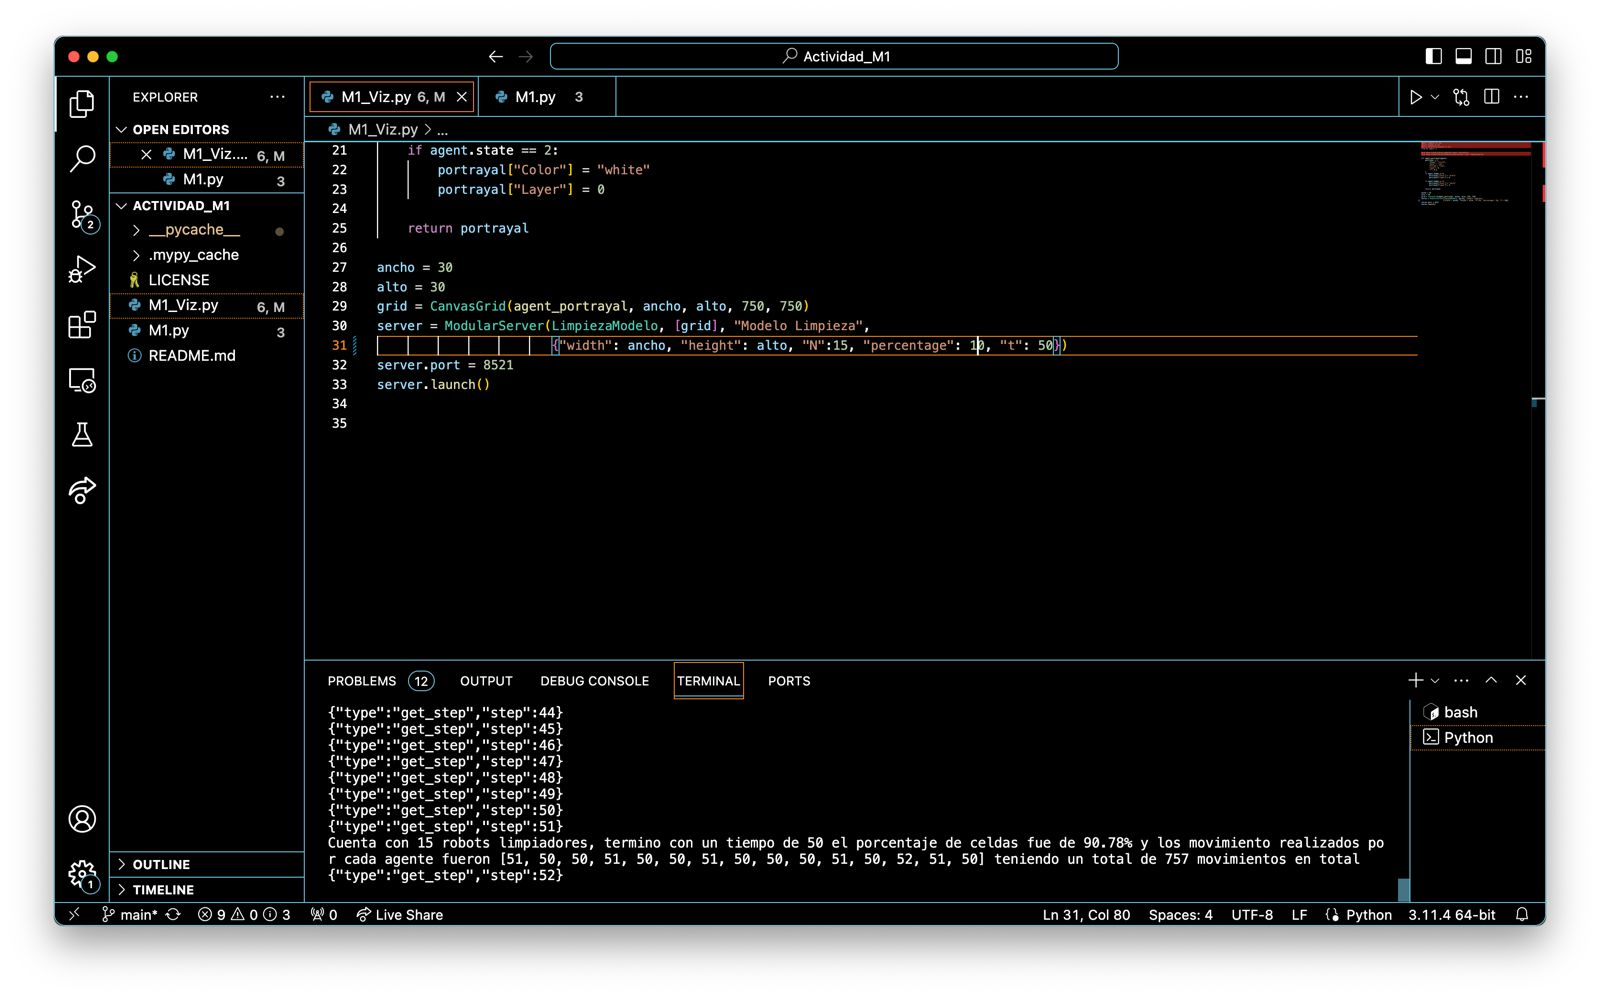 Actividad_M1
EXPLORER
OPEN EDITORS
M1_Viz.... 6, M
M1.py 3
ACTIVIDAD_M1
__pycache__
.mypy_cache
LICENSE
M1_Viz.py 6, M
M1.py 3
README.md
OUTLINE
TIMELINE
2
1
M1_Viz.py 6, M
M1.py 3
M1_Viz.py > ...
21 if agent.state == 2:
22 portrayal["Color"] = "white"
23 portrayal["Layer"] = 0
24
25 return portrayal
26
27 ancho = 30
28 alto = 30
29 grid = CanvasGrid(agent_portrayal, ancho, alto, 750, 750)
30 server = ModularServer(LimpiezaModelo, [grid], "Modelo Limpieza",
31 {"width": ancho, "height": alto, "N":15, "percentage": 10, "t": 50})
32 server.port = 8521
33 server.launch()
34
35
PROBLEMS 12 OUTPUT DEBUG CONSOLE TERMINAL PORTS
{"type":"get_step","step":44}
{"type":"get_step","step":45}
{"type":"get_step","step":46}
{"type":"get_step","step":47}
{"type":"get_step","step":48}
{"type":"get_step","step":49}
{"type":"get_step","step":50}
{"type":"get_step","step":51}
Cuenta con 15 robots limpiadores, termino con un tiempo de 50 el porcentaje de celdas fue de 90.78% y los movimiento realizados po
r cada agente fueron [51, 50, 50, 51, 50, 50, 51, 50, 50, 50, 51, 50, 52, 51, 50] teniendo un total de 757 movimientos en total
{"type":"get_step","step":52}
bash
Python
main* 9 0 3 0 Live Share Ln 31, Col 80 Spaces: 4 UTF-8 LF Python 3.11.4 64-bit